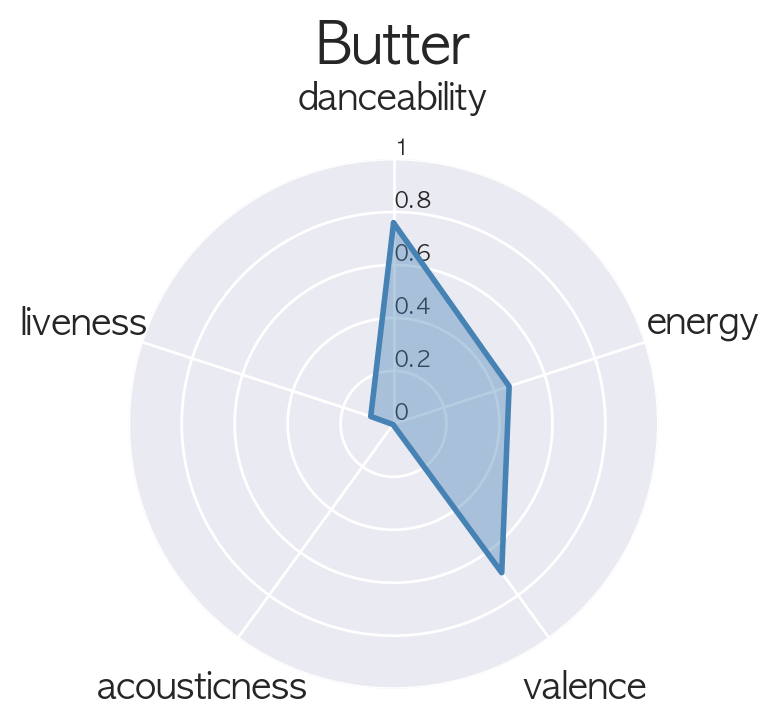 Butter
danceability
1
0.8
0.6
0.4
0.2
0
liveness
energy
acousticness
valence